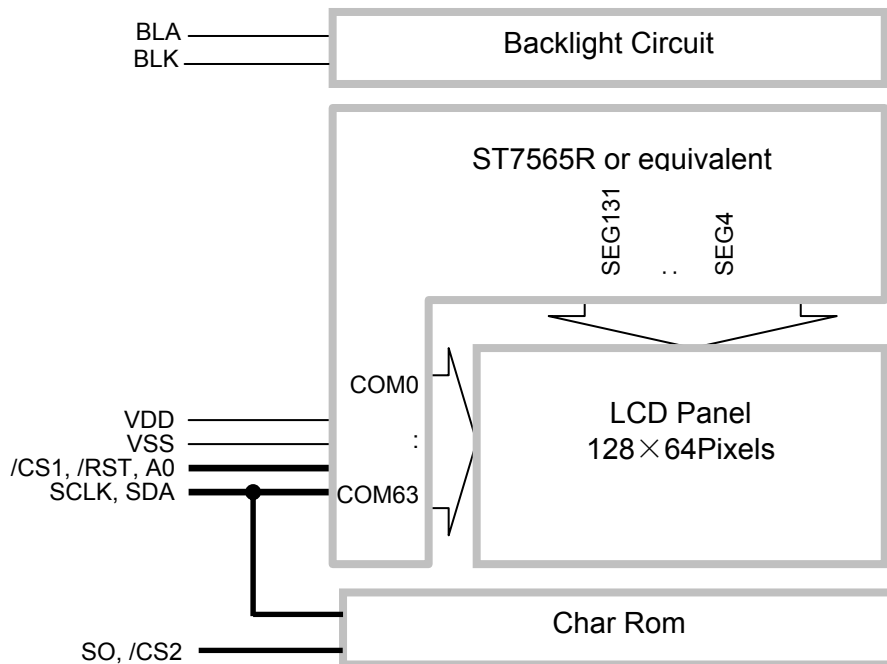 BLA
BLK
Backlight Circuit
ST7565R or equivalent
SEG131
..
SEG4
COM0
:
COM63
VDD
VSS
/CS1, /RST, A0
SCLK, SDA
LCD Panel
128×64Pixels
Char Rom
SO, /CS2